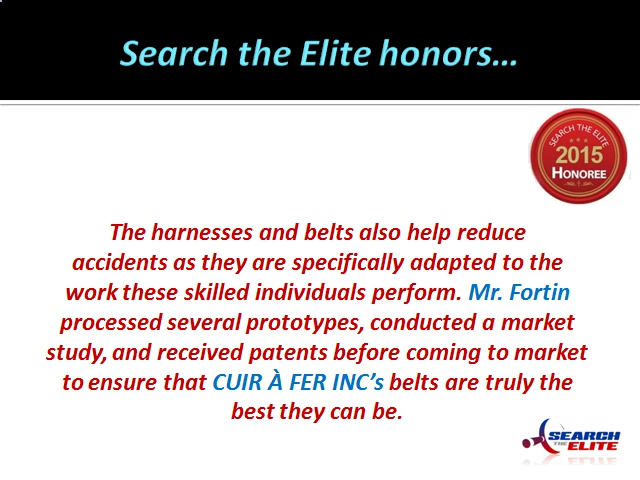 Search the Elite honors...
SEARCH THE ELITE
2015
HONOREE
The harnesses and belts also help reduce
accidents as they are specifically adapted to the
work these skilled individuals perform. Mr. Fortin
processed several prototypes, conducted a market
study, and received patents before coming to market
to ensure that CUIR À FER INC’s belts are truly the
best they can be.
SEARCH
THE ELITE